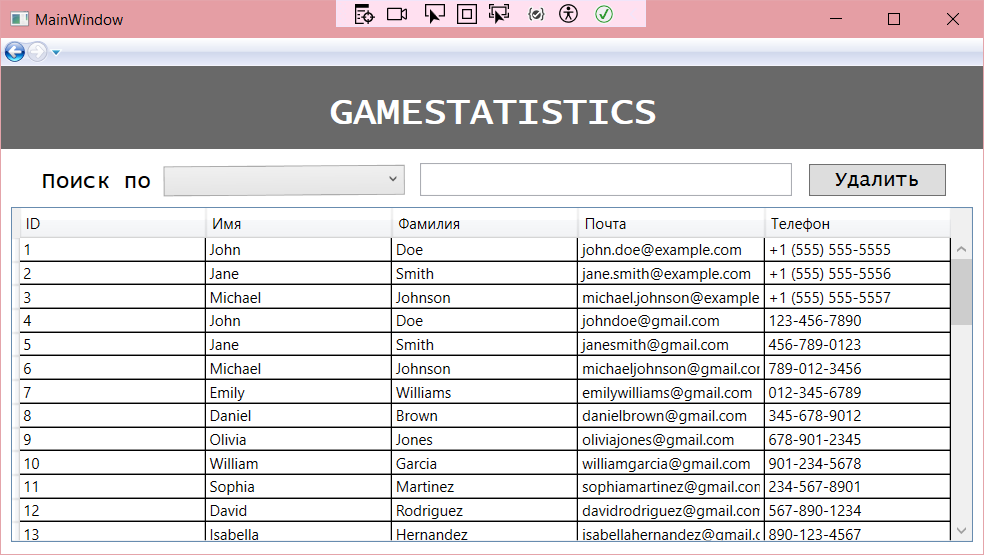 MainWindow
GAMESTATISTICS
Поиск по Удалить
ID Имя Фамилия Почта Телефон
1 John Doe john.doe@example.com +1 (555) 555-5555
2 Jane Smith jane.smith@example.com +1 (555) 555-5556
3 Michael Johnson michael.johnson@example +1 (555) 555-5557
4 John Doe johndoe@gmail.com 123-456-7890
5 Jane Smith janesmith@gmail.com 456-789-0123
6 Michael Johnson michaeljohnson@gmail.com 789-012-3456
7 Emily Williams emilywilliams@gmail.com 012-345-6789
8 Daniel Brown danielbrown@gmail.com 345-678-9012
9 Olivia Jones oliviajones@gmail.com 678-901-2345
10 William Garcia williamgarcia@gmail.com 901-234-5678
11 Sophia Martinez sophiamartinez@gmail.com 234-567-8901
12 David Rodriguez davidrodriguez@gmail.com 567-890-1234
13 Isabella Hernandez isabellahernandez@gmail.c 890-123-4567